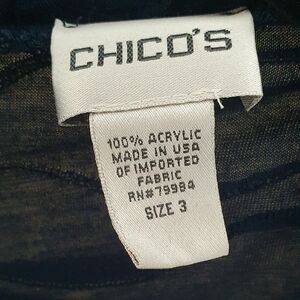 CHICO'S
100% ACRYLIC
MADE IN USA
OF IMPORTED
FABRIC
RN#79984
SIZE 3